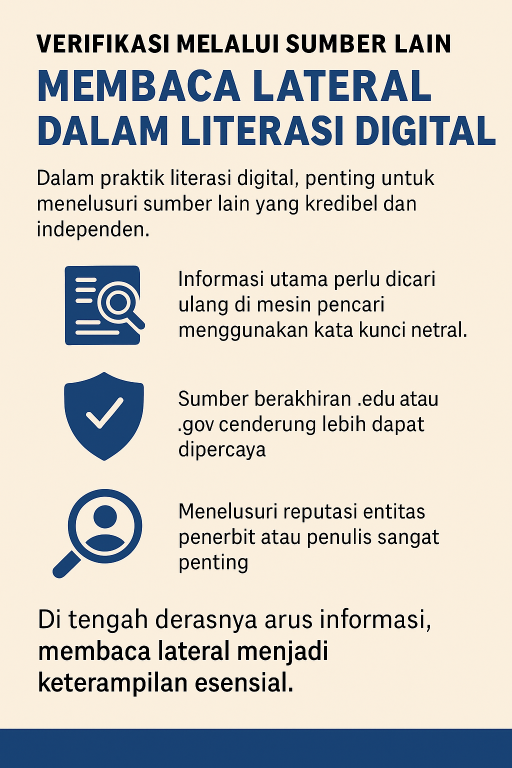 VERIFIKASI MELALUI SUMBER LAIN
MEMBACA LATERAL
DALAM LITERASI DIGITAL
Dalam praktik literasi digital, penting untuk
menelusuri sumber lain yang kredibel dan
independen.
Informasi utama perlu dicari
ulang di mesin pencari
menggunakan kata kunci netral.
Sumber berakhiran .edu atau
.gov cenderung lebih dapat
dipercaya
Menelusuri reputasi entitas
penerbit atau penulis sangat
penting
Di tengah derasnya arus informasi,
membaca lateral menjadi
keterampilan esensial.